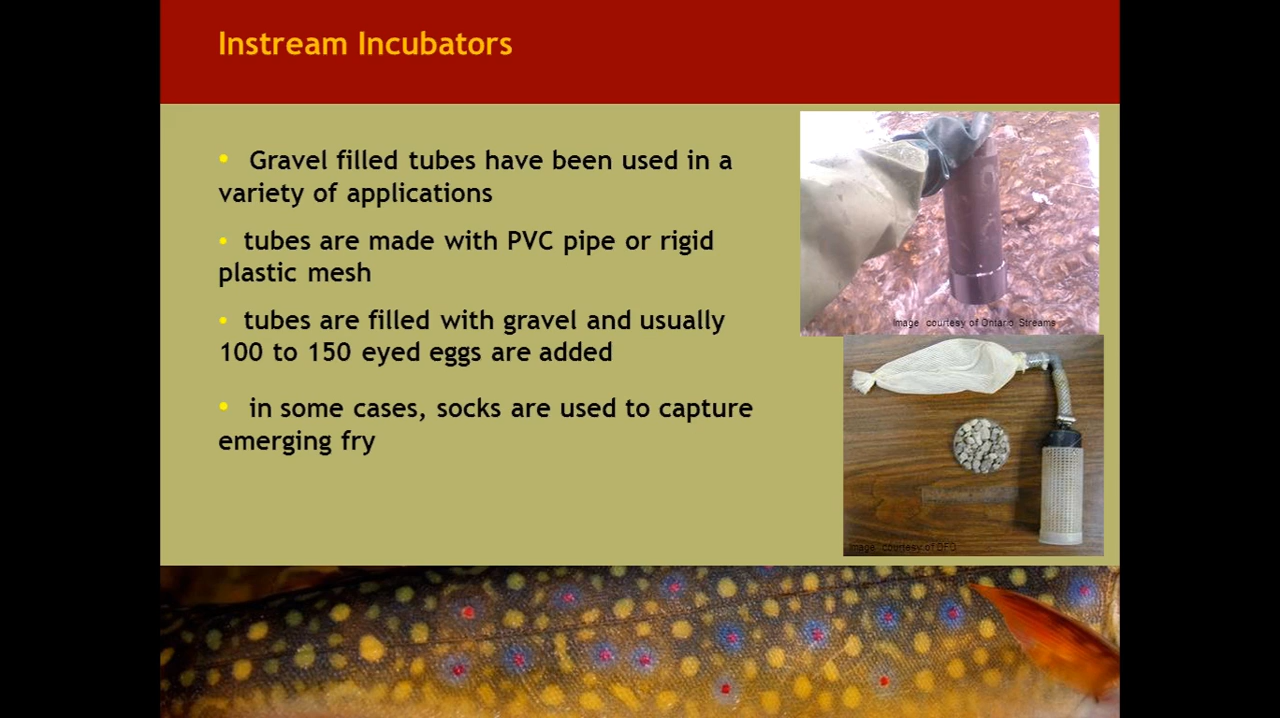 Instream Incubators
• Gravel filled tubes have been used in a
variety of applications
• tubes are made with PVC pipe or rigid
plastic mesh
• tubes are filled with gravel and usually
100 to 150 eyed eggs are added
• in some cases, socks are used to capture
emerging fry
Image courtesy of Ontario Streams
Image courtesy of DFO